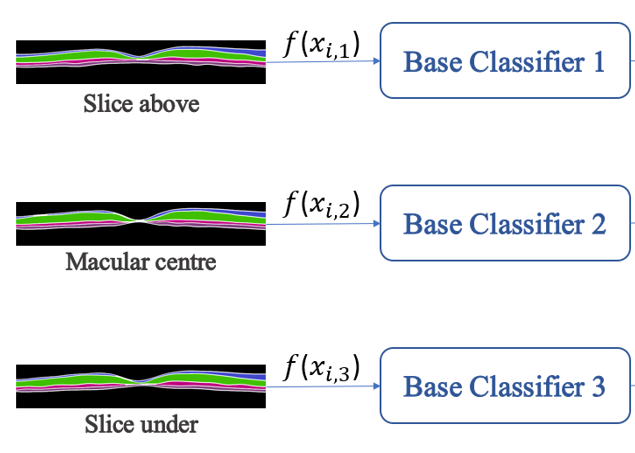 f(x_{i,1})
Base Classifier 1
Slice above
f(x_{i,2})
Base Classifier 2
Macular centre
f(x_{i,3})
Base Classifier 3
Slice under